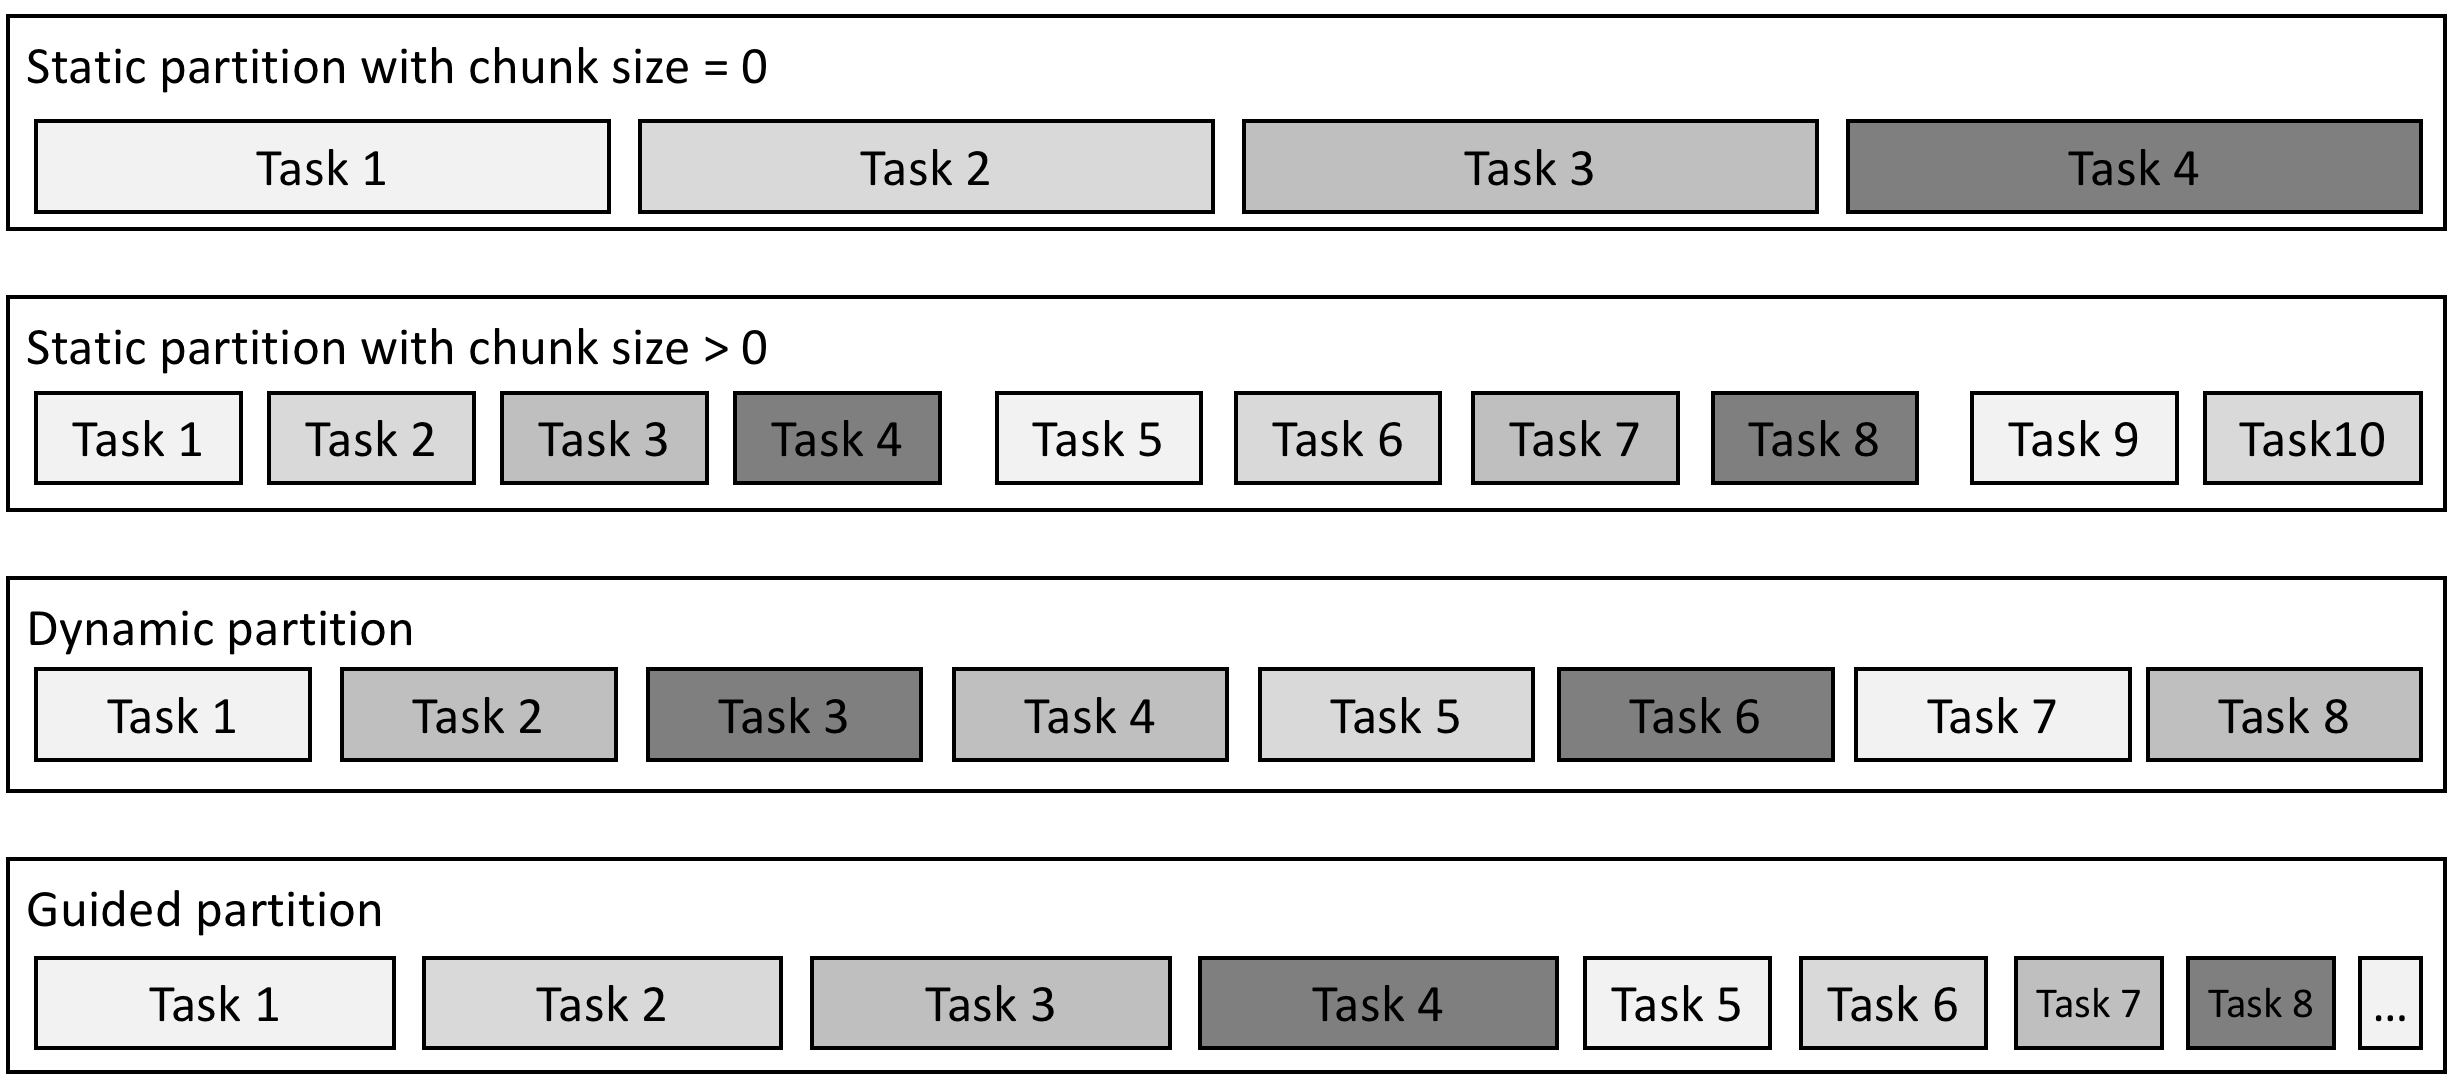 Static partition with chunk size = 0
Task 1 Task 2 Task 3 Task 4
Static partition with chunk size > 0
Task 1 Task 2 Task 3 Task 4 Task 5 Task 6 Task 7 Task 8 Task 9 Task10
Dynamic partition
Task 1 Task 2 Task 3 Task 4 Task 5 Task 6 Task 7 Task 8
Guided partition
Task 1 Task 2 Task 3 Task 4 Task 5 Task 6 Task 7 Task 8 ...